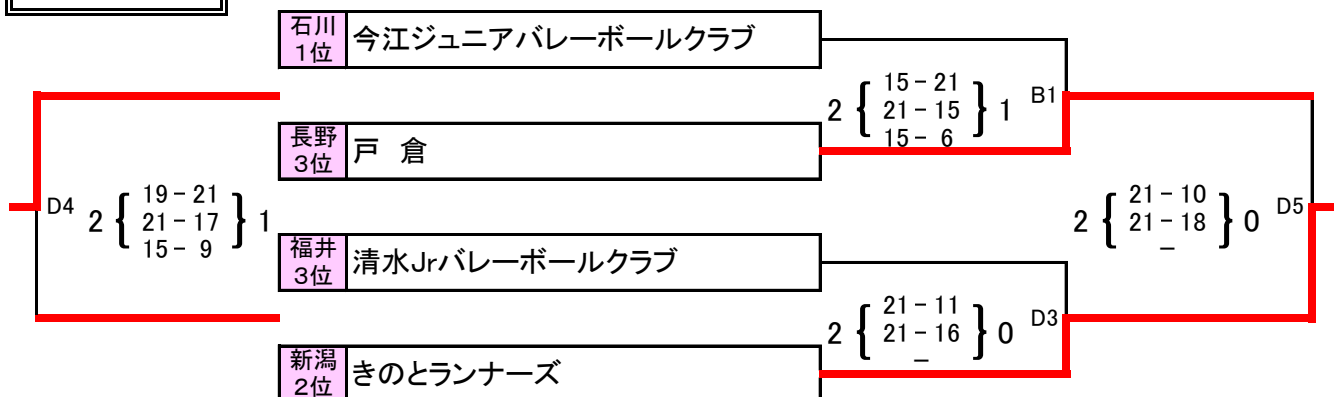 石川
1位
今江ジュニアバレーボールクラブ
2 { 15 - 21 } 1
21 - 15
15 - 6
B1
長野
3位
戸 倉
D4
2 { 19 - 21 } 1
21 - 17
15 - 9
2 { 21 - 10 } 0
21 - 18
–
D5
福井
3位
清水Jrバレーボールクラブ
2 { 21 - 11 } 0
21 - 16
–
D3
新潟
2位
きのとランナーズ